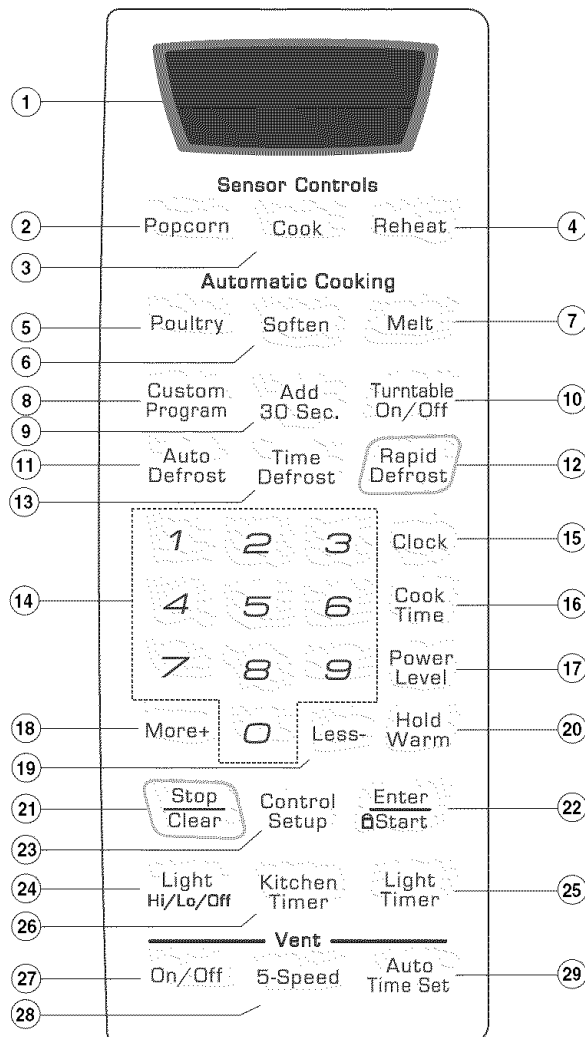 1
Sensor Controls
2 Popcorn Cook Reheat 4
3
Automatic Cooking
5 Poultry Soften Melt 7
6
8 Custom Program Add 30 Sec. Turntable On/Off 10
9
11 Auto Defrost Time Defrost Rapid Defrost 12
13
1 2 3 Clock 15
14 4 5 6 Cook Time 16
7 8 9 Power Level 17
18 More+ 0 Less- Hold Warm 20
19
21 Stop Clear Control Setup Enter Start 22
23
24 Light Hi/Lo/Off Kitchen Timer Light Timer 25
26
Vent
27 On/Off 5-Speed Auto Time Set 29
28